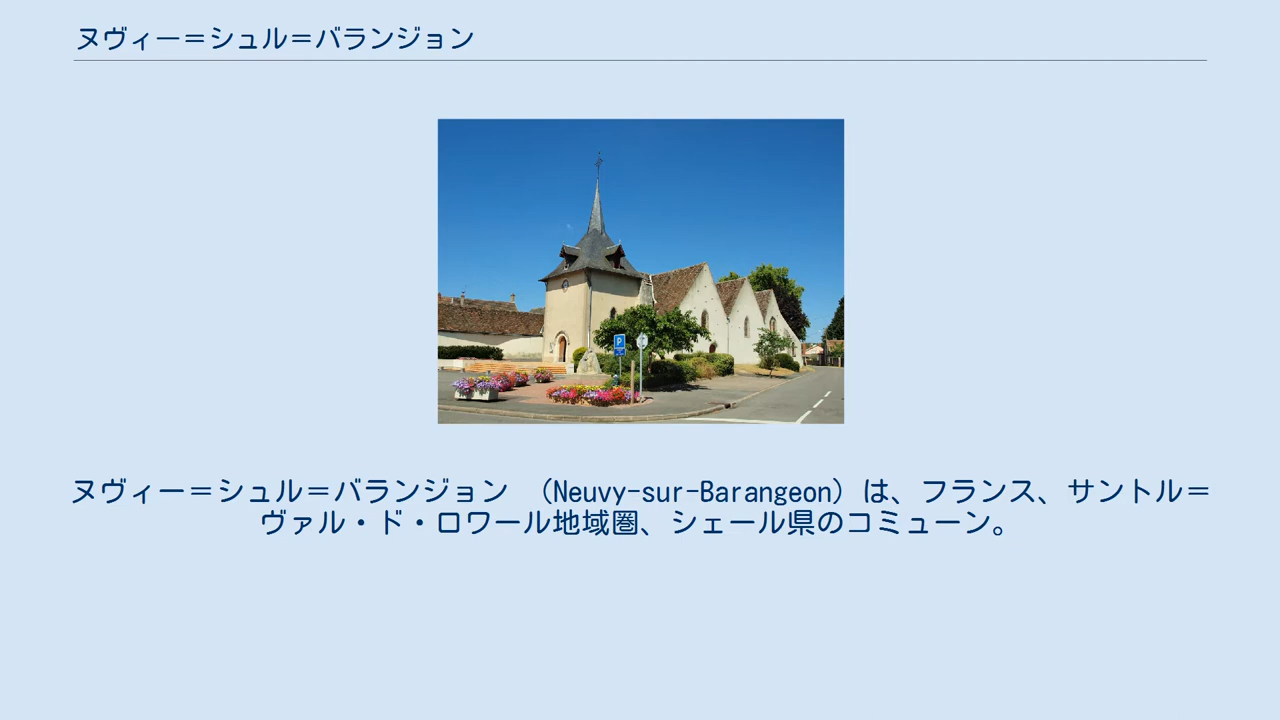 ヌヴィー＝シュル＝バランジョン
P
ヌヴィー＝シュル＝バランジョン （Neuvy-sur-Barangeon）は、フランス、サントル＝
ヴァル・ド・ロワール地域圏、シェール県のコミューン。